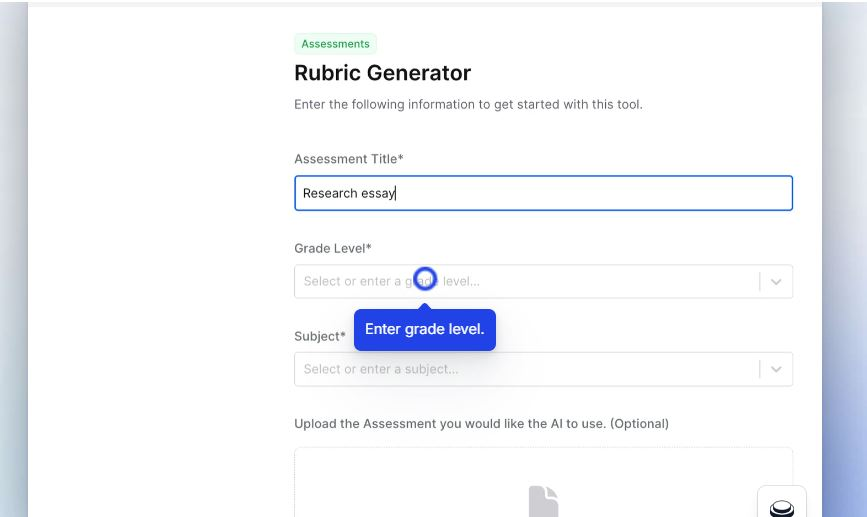 Assessments
Rubric Generator
Enter the following information to get started with this tool.
Assessment Title*
Research essay
Grade Level*
Select or enter a grade level...
Enter grade level.
Subject*
Select or enter a subject...
Upload the Assessment you would like the AI to use. (Optional)